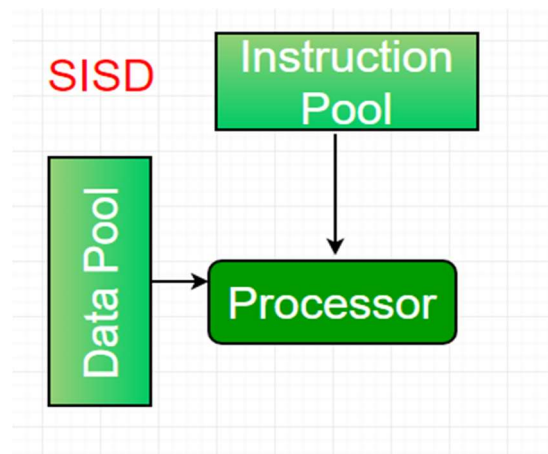 SISD
Instruction
Pool
Data Pool
Processor